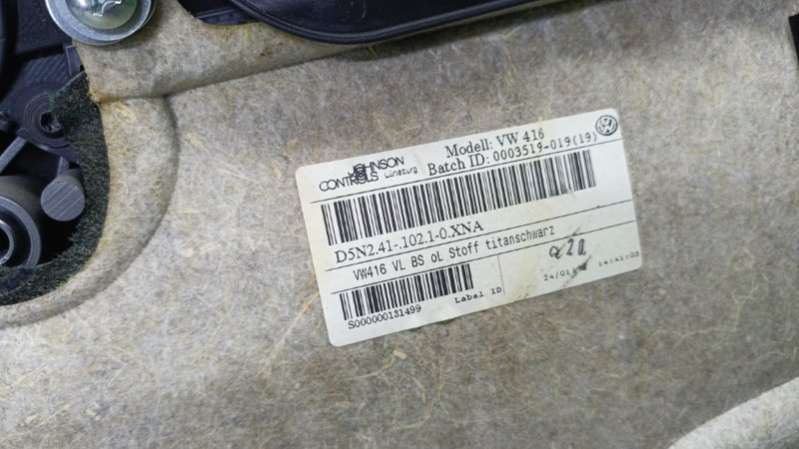 JOHNSON
CONTROLS Lüneburg
Modell: VW 416
Batch ID: 0003519-019(19)
D5N2.41-.102.1-0.XNA
VW416 VL BS oL Stoff titanschwarz
S000000131499
Label ID